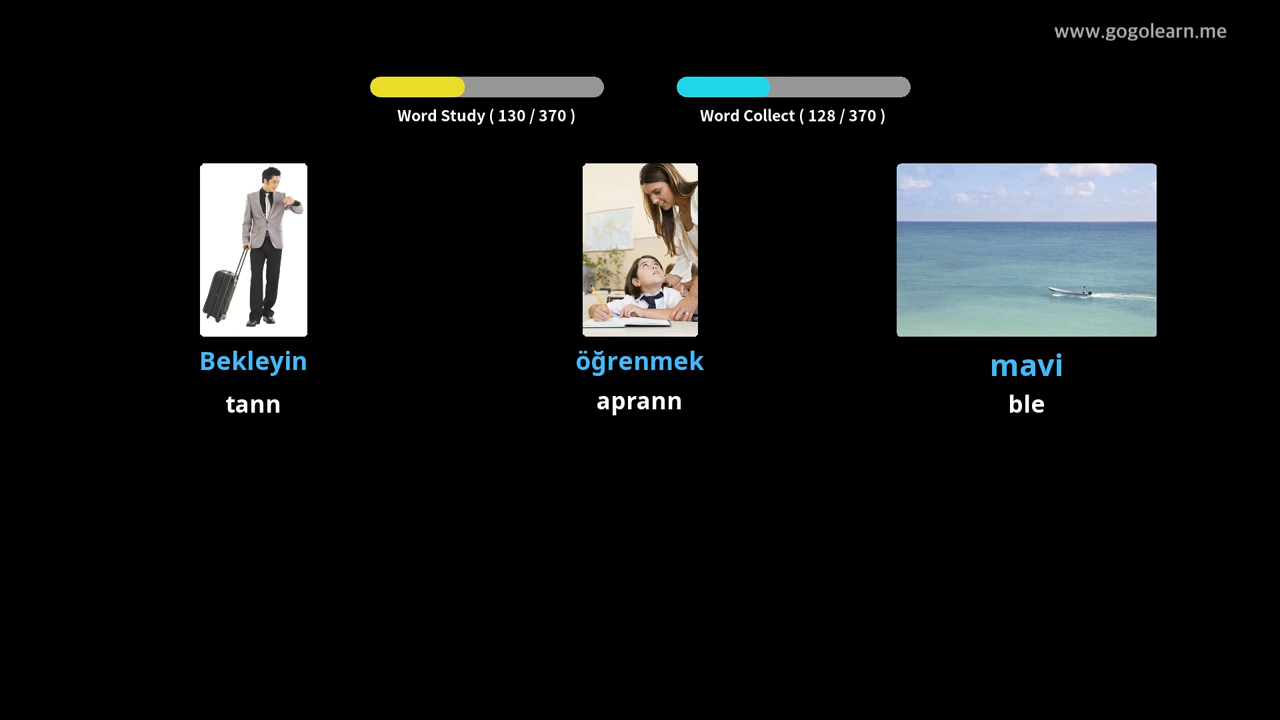 www.gogolearn.me
Word Study ( 130 / 370 )
Word Collect ( 128 / 370 )
Bekleyin
tann
öğrenmek
aprann
mavi
ble